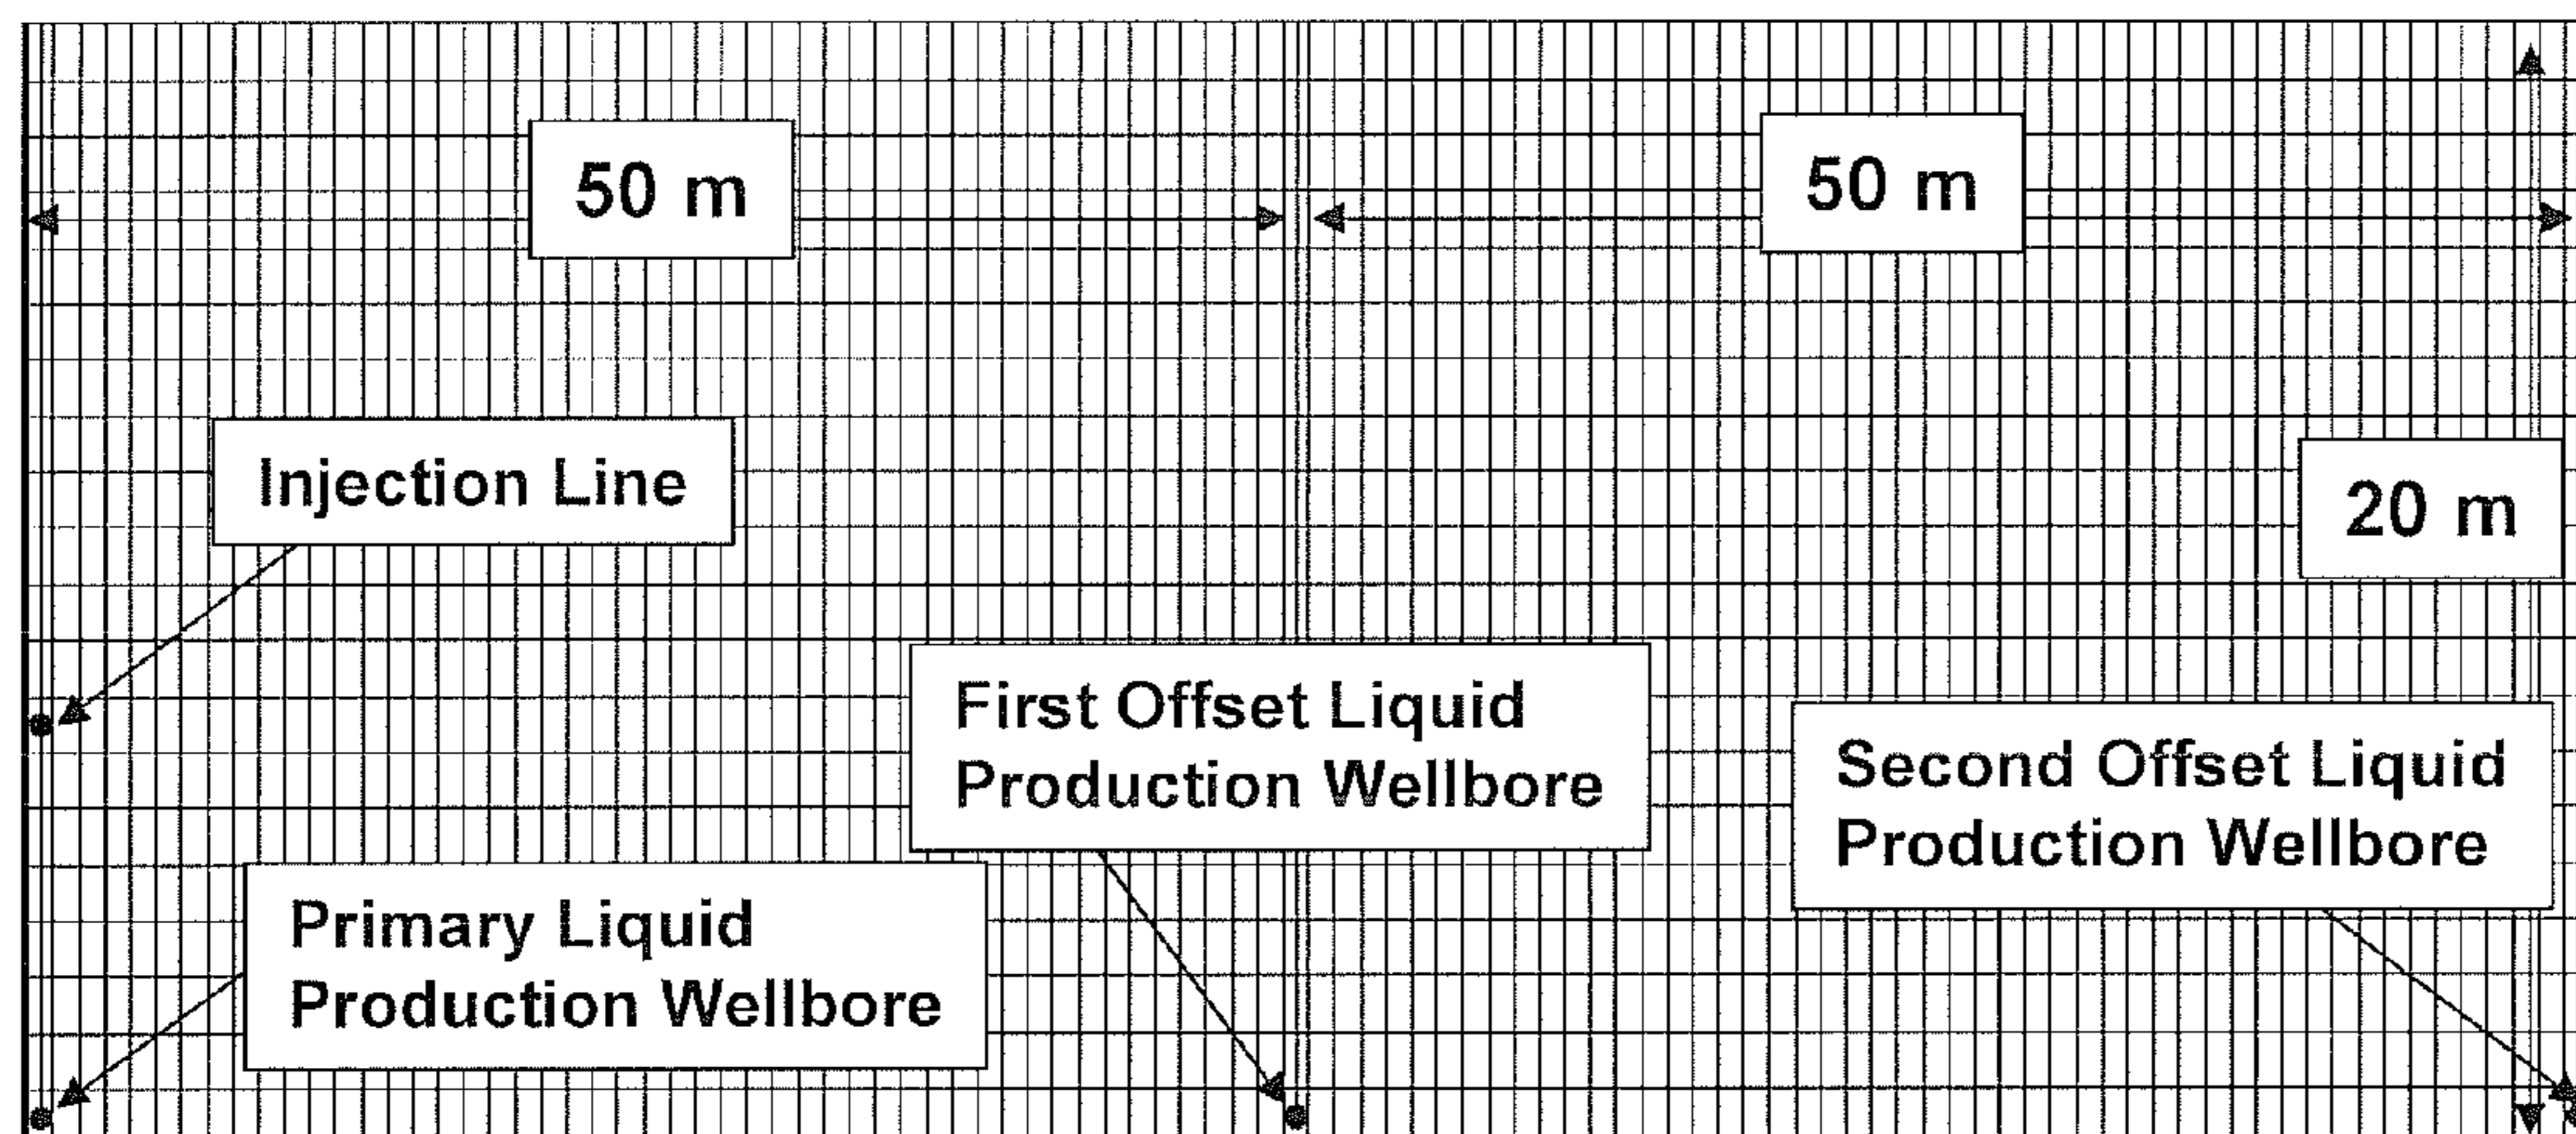 50 m
50 m
Injection Line
20 m
First Offset Liquid
Production Wellbore
Second Offset Liquid
Production Wellbore
Primary Liquid
Production Wellbore